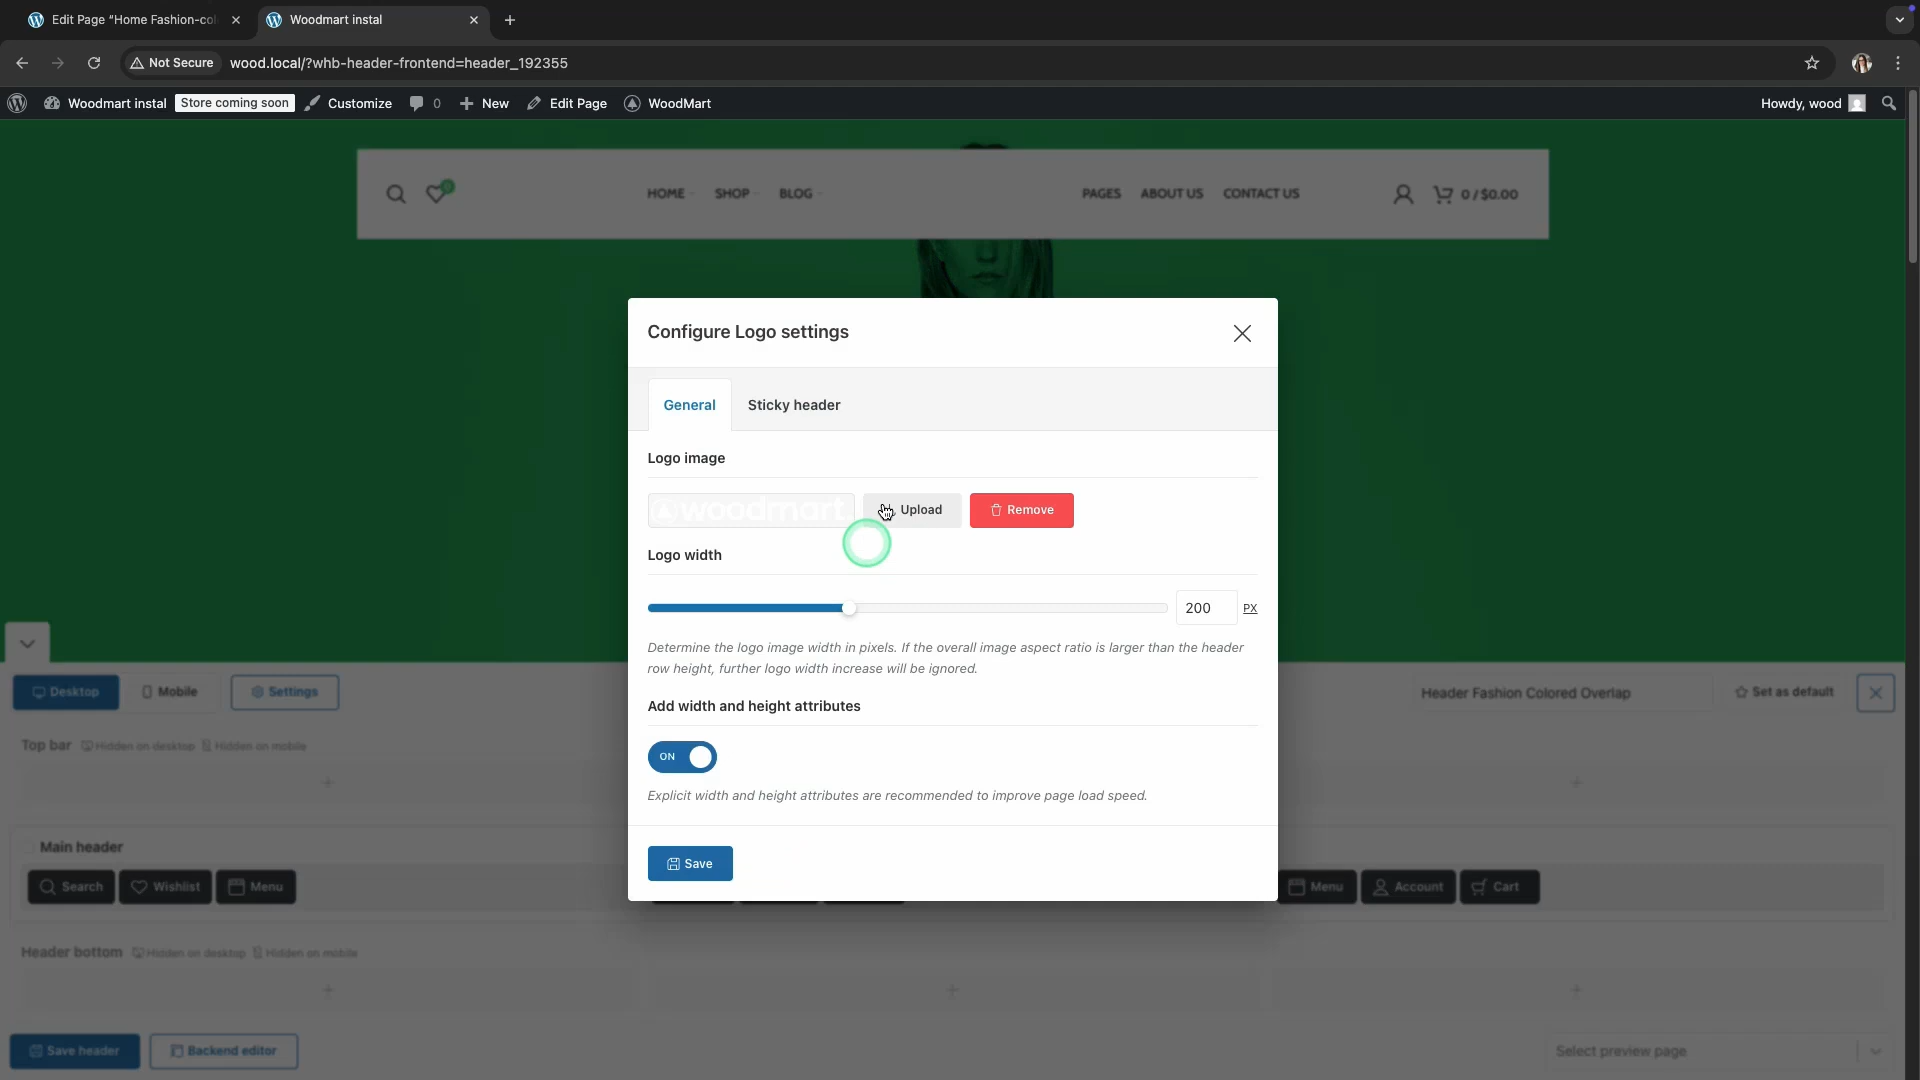 Edit Page "Home Fashion-col
Woodmart instal
Not Secure
wood.local/?whb-header-frontend=header_192355
Woodmart instal
Store coming soon
Customize
0
New
Edit Page
WoodMart
Howdy, wood
0
HOME
SHOP
BLOG
PAGES
ABOUT US
CONTACT US
0 / $0.00
Configure Logo settings
General
Sticky header
Logo image
woodmart.
Upload
Remove
Logo width
200
PX
Determine the logo image width in pixels. If the overall image aspect ratio is larger than the header
row height, further logo width increase will be ignored.
Add width and height attributes
ON
Explicit width and height attributes are recommended to improve page load speed.
Save
Desktop
Mobile
Settings
Header Fashion Colored Overlap
Set as default
Top bar
Hidden on desktop
Hidden on mobile
Main header
Search
Wishlist
Menu
Menu
Account
Cart
Header bottom
Hidden on desktop
Hidden on mobile
Save header
Backend editor
Select preview page